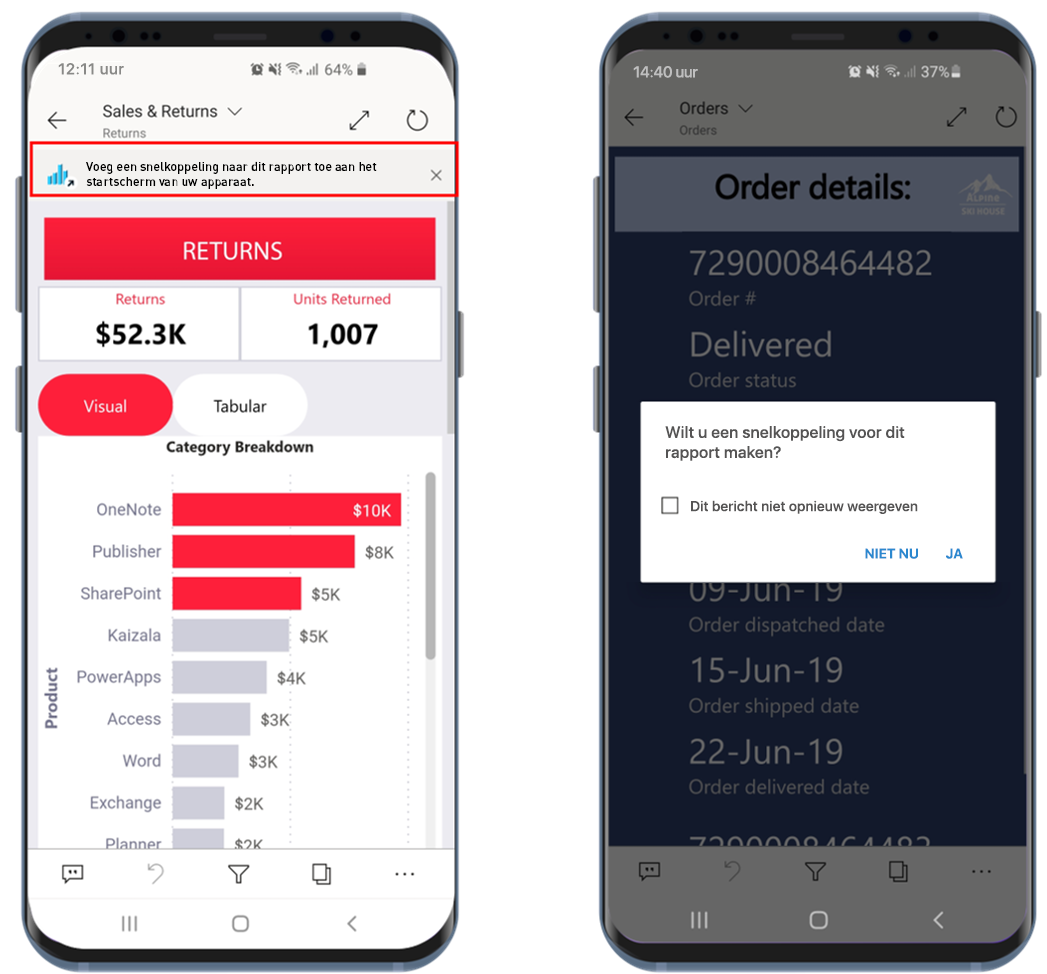 12:11 uur
64%
Sales & Returns
Returns
Voeg een snelkoppeling naar dit rapport toe aan het
startscherm van uw apparaat.
RETURNS
Returns
$52.3K
Units Returned
1,007
Visual
Tabular
Category Breakdown
Product
OneNote $10K
Publisher $8K
SharePoint $5K
Kaizala $5K
PowerApps $4K
Access $3K
Word $3K
Exchange $2K
Planner $2K
14:40 uur
37%
Orders
Orders
Order details:
ALPINE
SKI HOUSE
7290008464482
Order #
Delivered
Order status
Wilt u een snelkoppeling voor dit
rapport maken?
Dit bericht niet opnieuw weergeven
NIET NU
JA
09-Jun-19
Order dispatched date
15-Jun-19
Order shipped date
22-Jun-19
Order delivered date
7290008464482